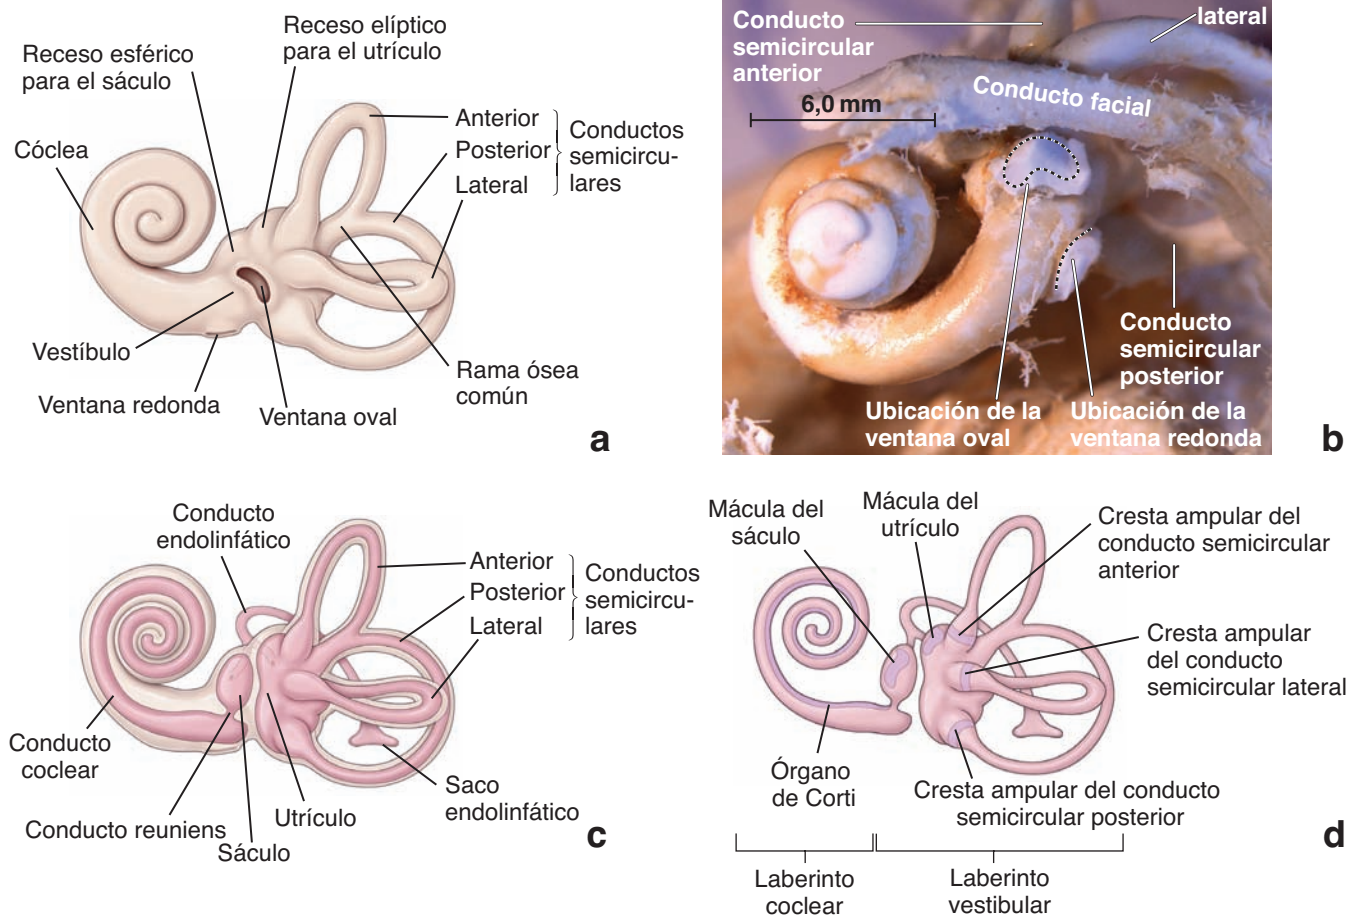 Receso esférico
para el sáculo
Receso elíptico
para el utrículo
Cóclea
Anterior
Posterior
Lateral
Conductos
semicircu-
lares
Vestíbulo
Ventana redonda
Ventana oval
Rama ósea
común
a
Conducto
semicircular
anterior
lateral
6,0 mm
Conducto facial
Conducto
semicircular
posterior
Ubicación de la
ventana oval
Ubicación de la
ventana redonda
b
Conducto
endolinfático
Anterior
Posterior
Lateral
Conductos
semicircu-
lares
Conducto
coclear
Conducto reuniens
Sáculo
Utrículo
Saco
endolinfático
c
Mácula del
sáculo
Mácula del
utrículo
Cresta ampular del
conducto semicircular
anterior
Cresta ampular
del conducto
semicircular lateral
Órgano
de Corti
Cresta ampular del conducto
semicircular posterior
d
Laberinto
coclear
Laberinto
vestibular